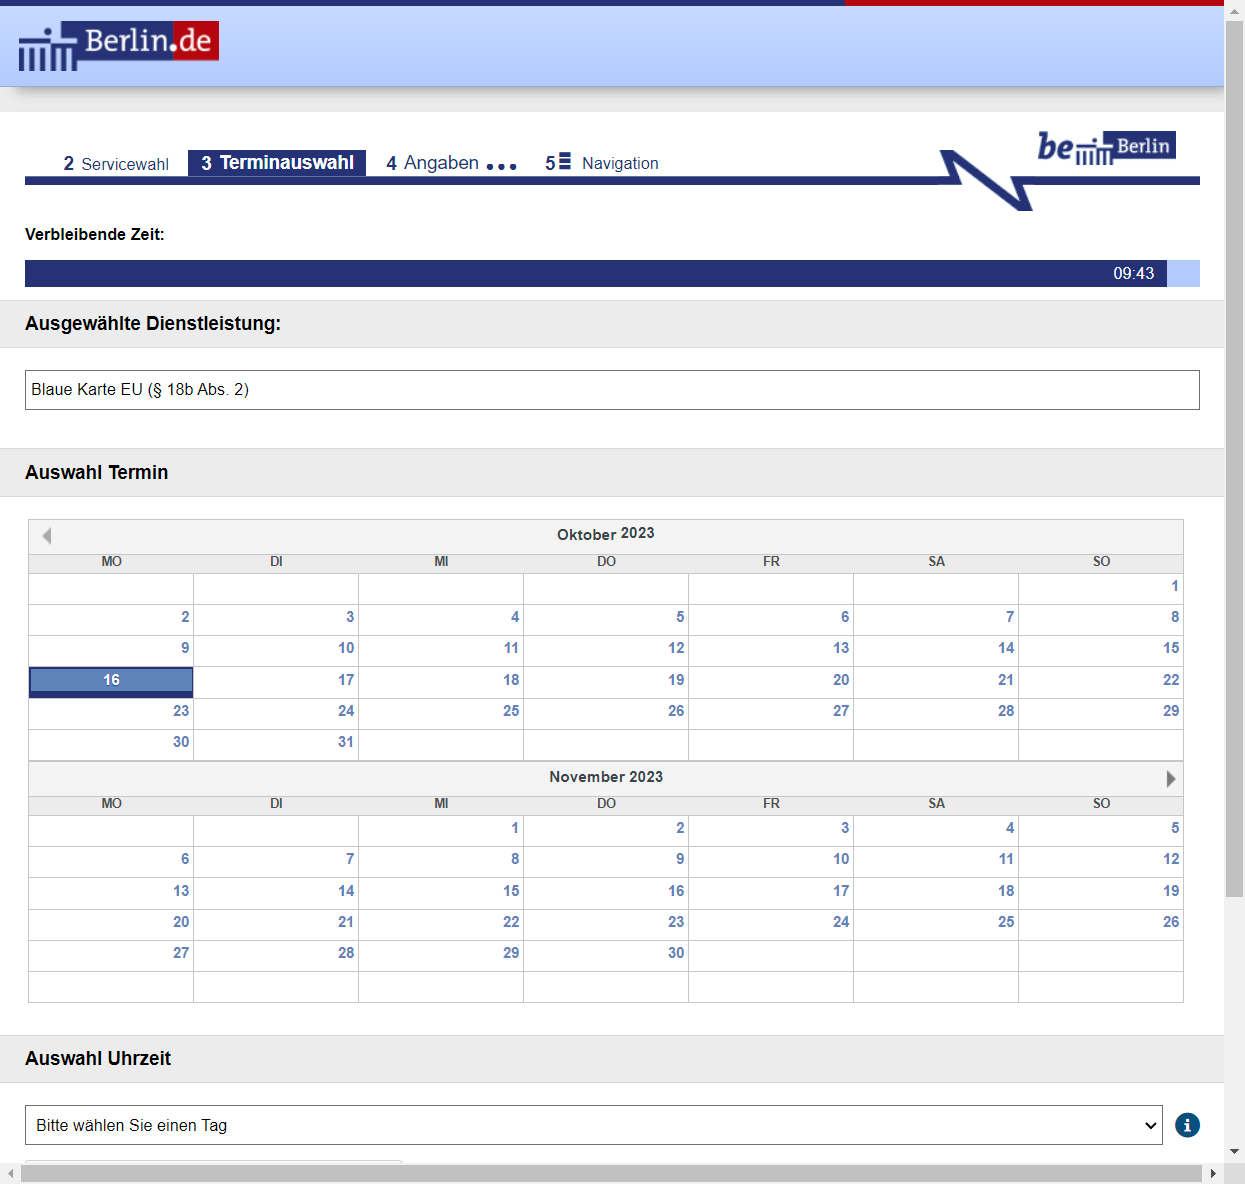 Berlin.de
be Berlin
2 Servicewahl 3 Terminauswahl 4 Angaben 5 Navigation
Verbleibende Zeit:
09:43
Ausgewählte Dienstleistung:
Blaue Karte EU (§ 18b Abs. 2)
Auswahl Termin
Oktober 2023
MO DI MI DO FR SA SO
1
2 3 4 5 6 7 8
9 10 11 12 13 14 15
16 17 18 19 20 21 22
23 24 25 26 27 28 29
30 31
November 2023
MO DI MI DO FR SA SO
1 2 3 4 5
6 7 8 9 10 11 12
13 14 15 16 17 18 19
20 21 22 23 24 25 26
27 28 29 30
Auswahl Uhrzeit
Bitte wählen Sie einen Tag